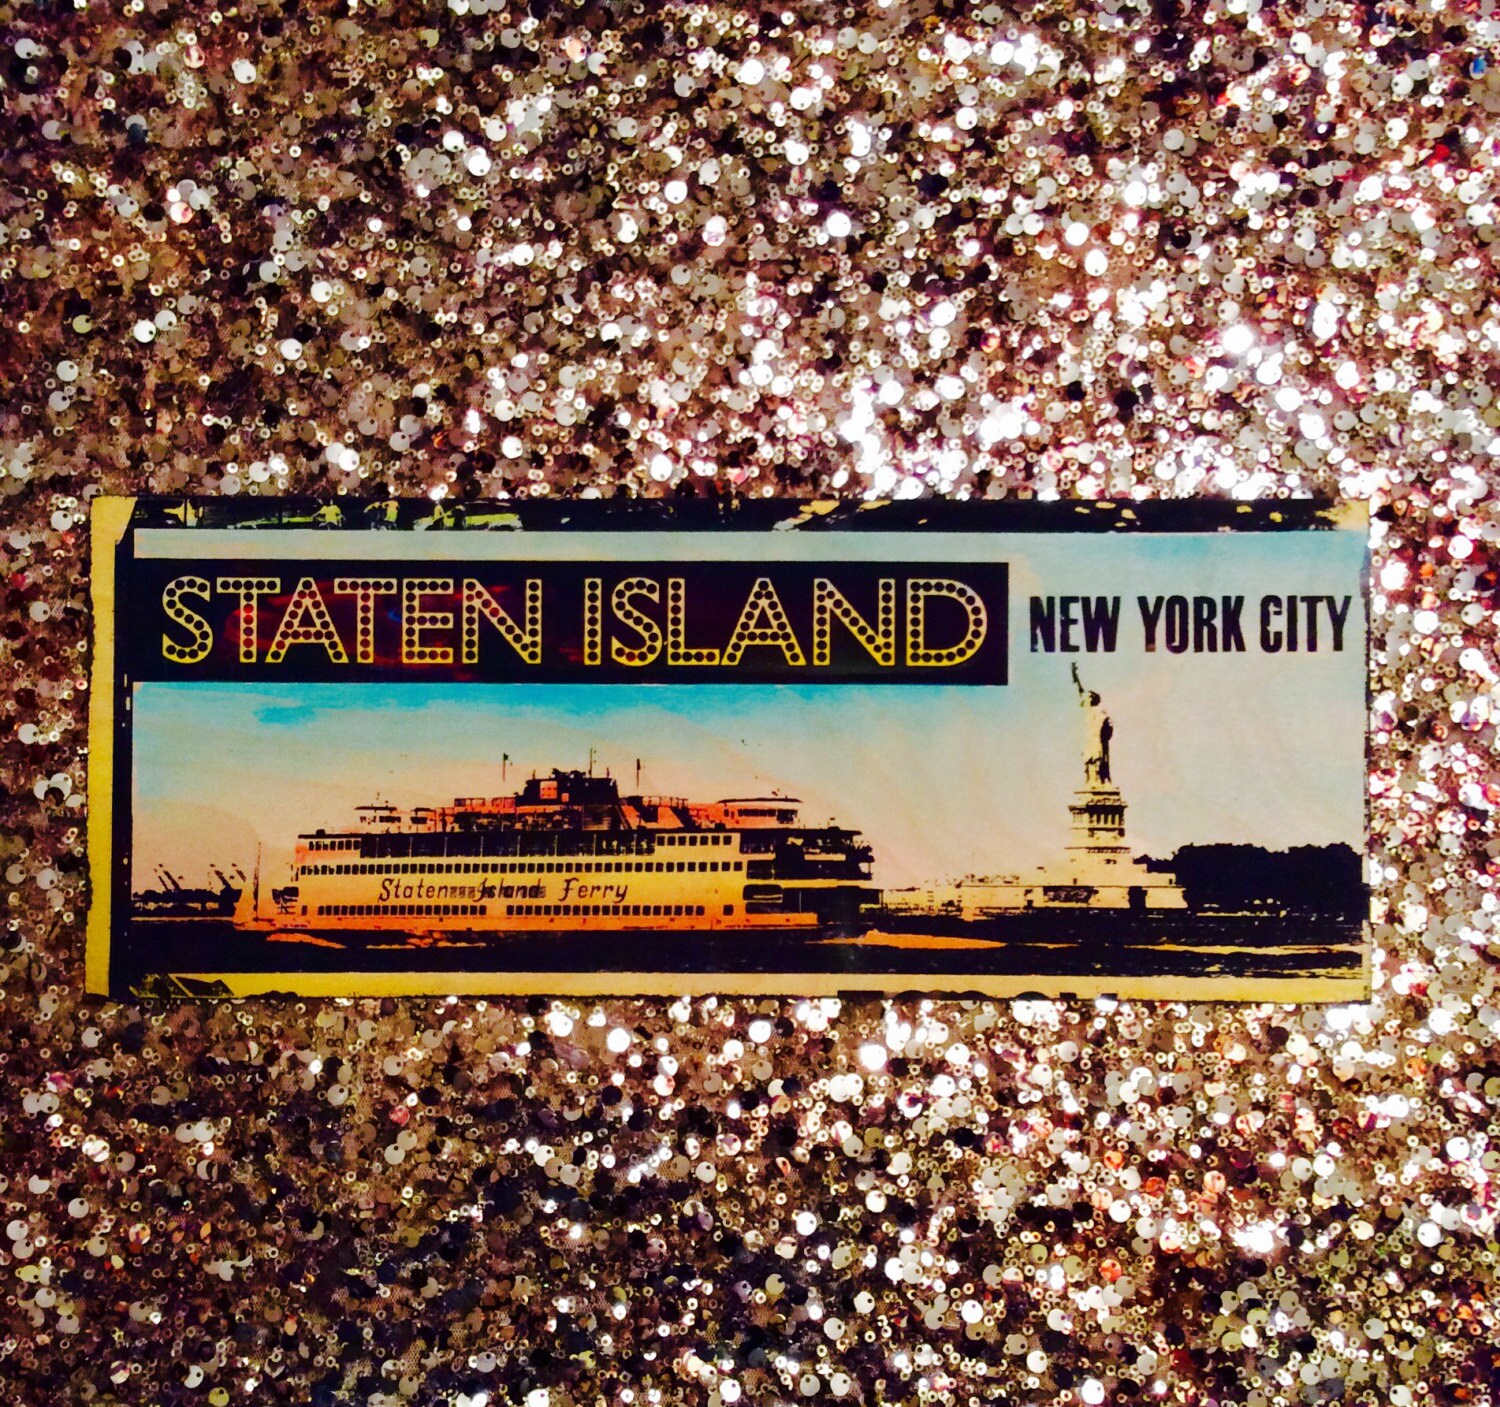 STATEN ISLAND
NEW YORK CITY
Staten Island Ferry